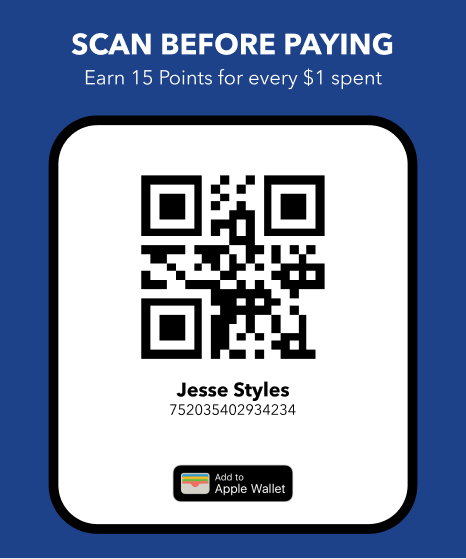 SCAN BEFORE PAYING
Earn 15 Points for every $1 spent
Jesse Styles
752035402934234
Add to
Apple Wallet